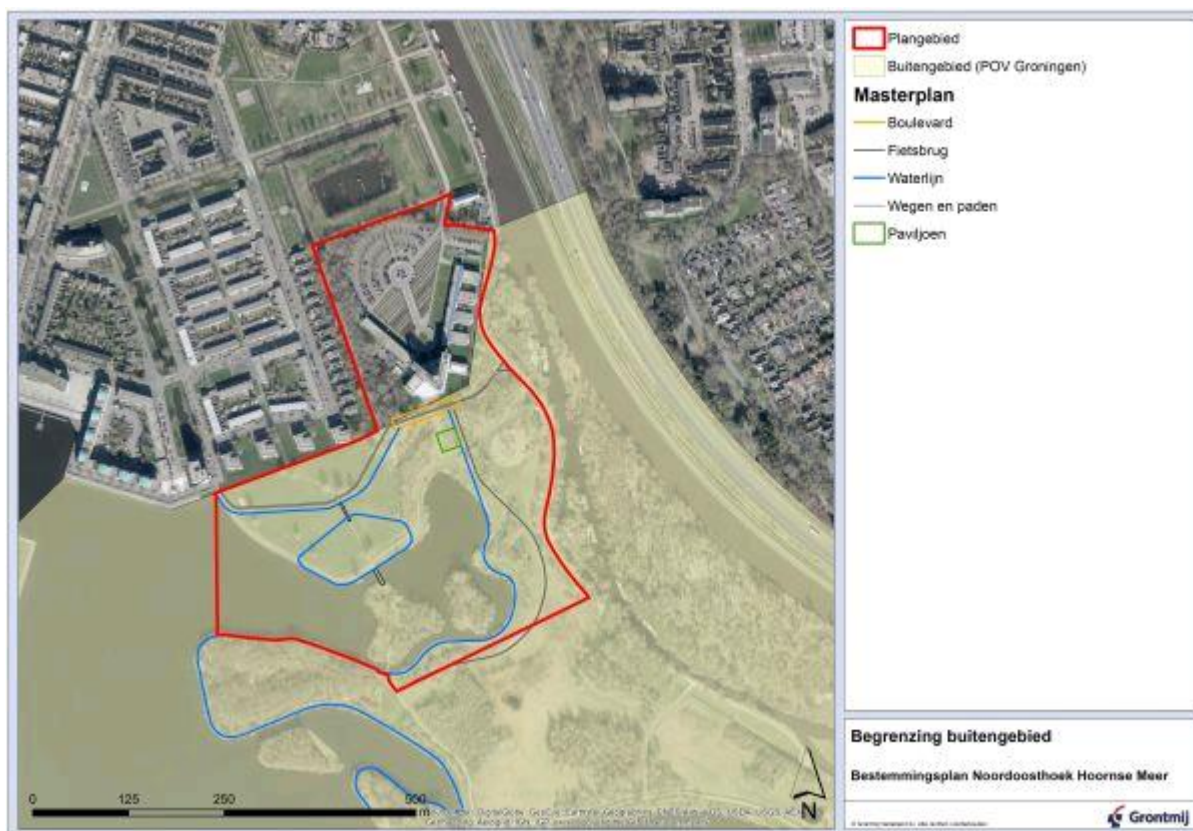 Plangebied
Buitengebied (POV Groningen)
Masterplan
Boulevard
Fietsbrug
Waterlijn
Wegen en paden
Paviljoen
0 125 250 500
m
N
Begrenzing buitengebied
Bestemmingsplan Noordoosthoek Hoornse Meer
Grontmij